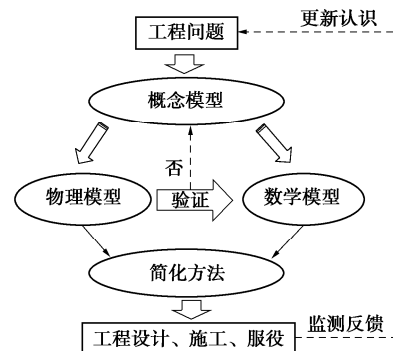 更新认识
工程问题
概念模型
否
物理模型
验证
数学模型
简化方法
监测反馈
工程设计、施工、服役